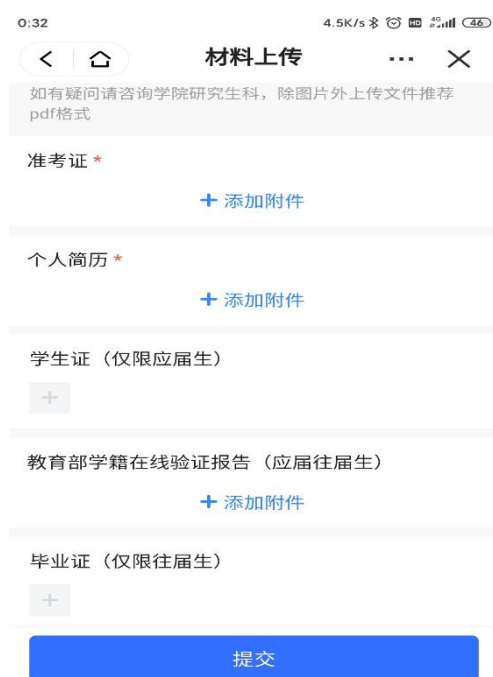 0:32 4.5K/s HD 4G 46
材料上传
如有疑问请咨询学院研究生科，除图片外上传文件推荐
pdf格式
准考证 *
+ 添加附件
个人简历 *
+ 添加附件
学生证（仅限应届生）
+
教育部学籍在线验证报告（应届往届生）
+ 添加附件
毕业证（仅限往届生）
+
提交